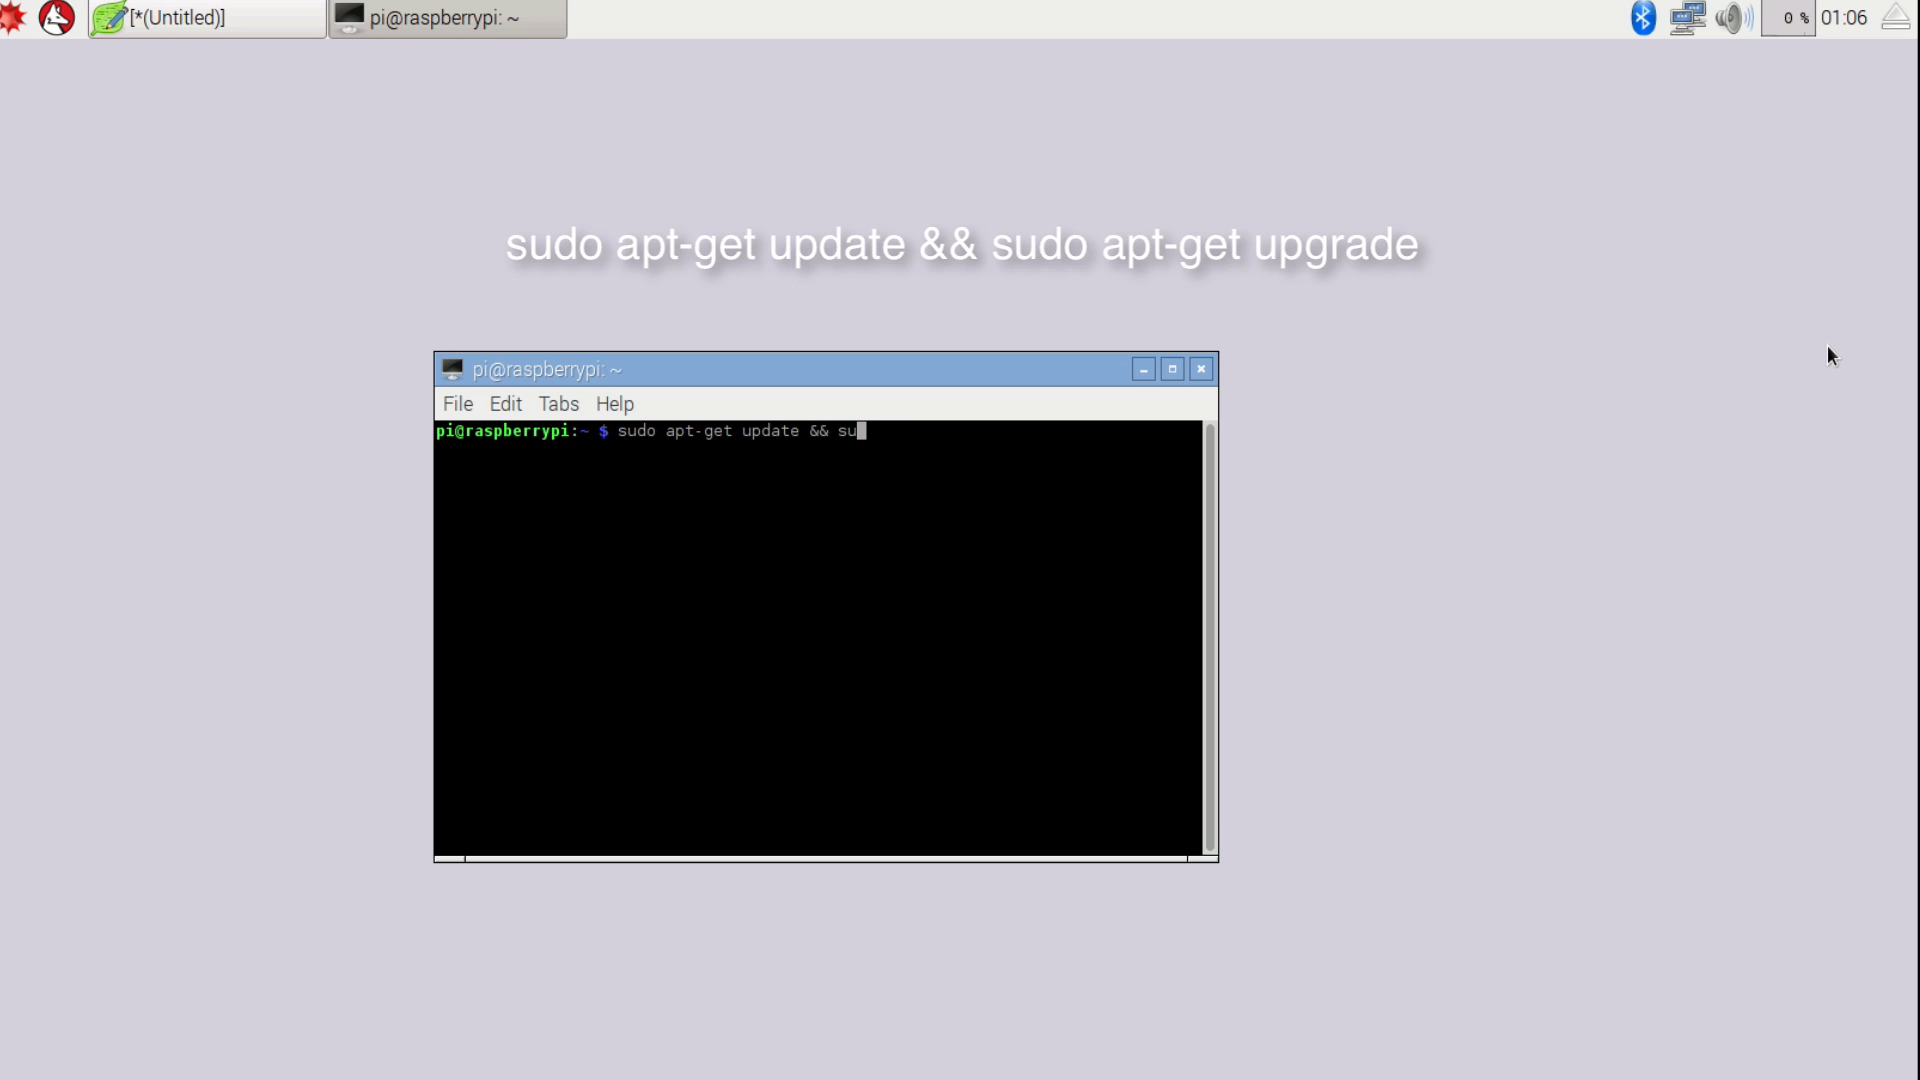 [*(Untitled)]
pi@raspberrypi: ~
0 %
01:06
sudo apt-get update && sudo apt-get upgrade
pi@raspberrypi: ~
File Edit Tabs Help
pi@raspberrypi:~ $ sudo apt-get update && su